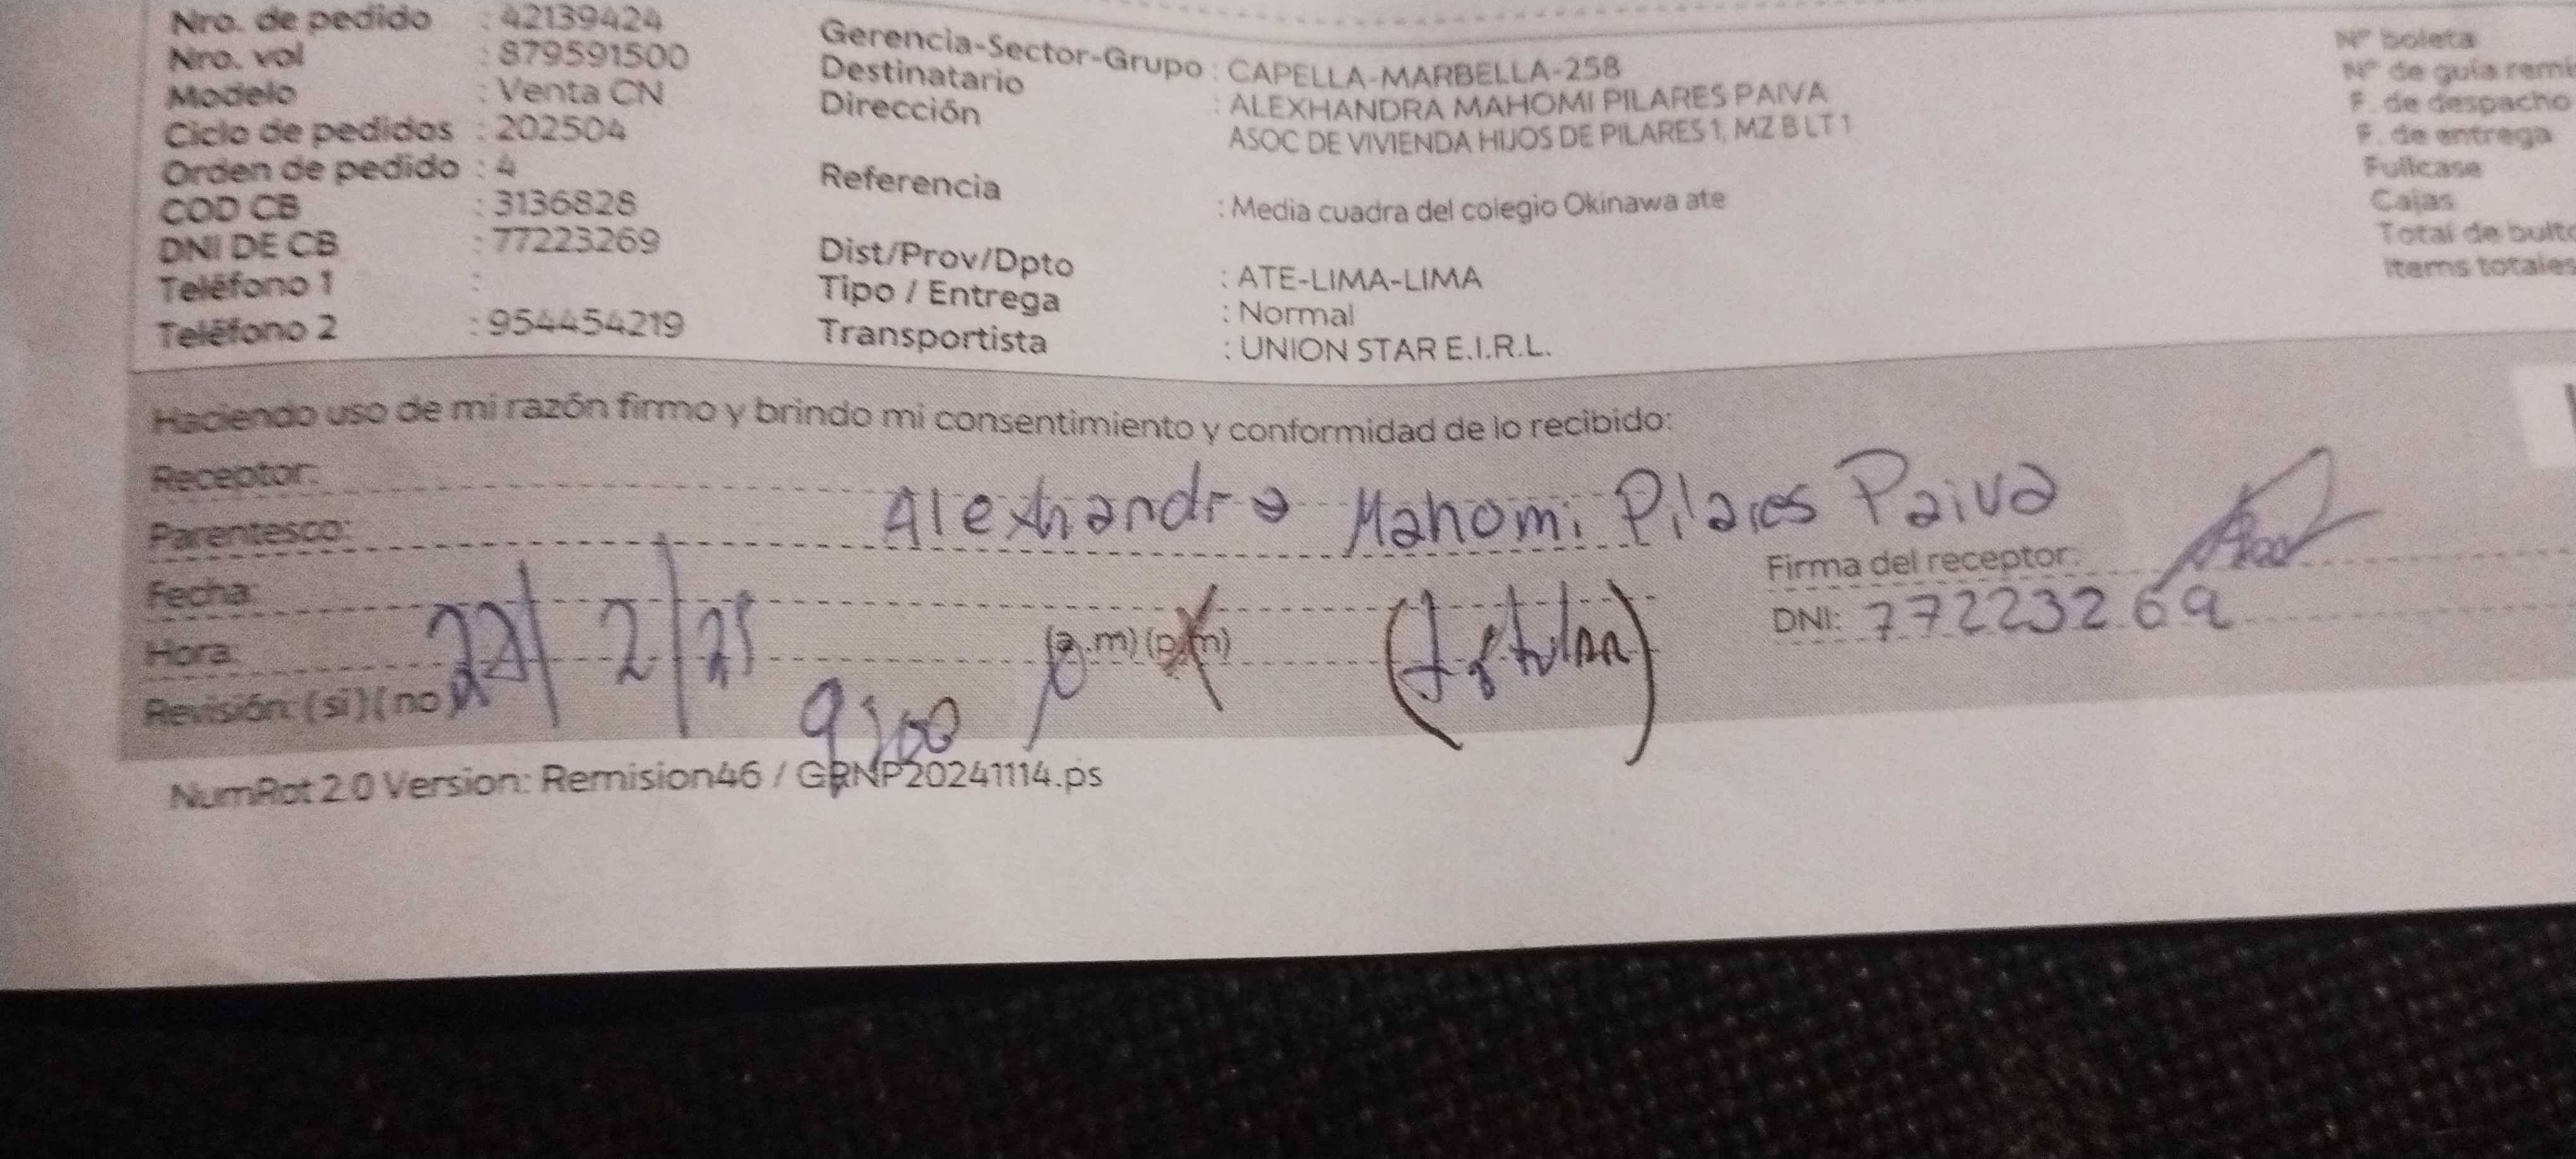 Nro. de pedido : 42139424
Nro. vol : 879591500
Modelo : Venta CN
Ciclo de pedidos : 202504
Orden de pedido : 4
COD CB : 3136828
DNI DE CB : 77223269
Teléfono 1 :
Teléfono 2 : 954454219
Gerencia-Sector-Grupo : CAPELLA-MARBELLA-258
Destinatario : ALEXHANDRA MAHOMI PILARES PAIVA
Dirección ASOC DE VIVIENDA HIJOS DE PILARES 1, MZ B LT 1
Referencia : Media cuadra del colegio Okinawa ate
Dist/Prov/Dpto : ATE-LIMA-LIMA
Tipo / Entrega : Normal
Transportista : UNION STAR E.I.R.L.
Nº boleta
Nº de guía remi
F. de despacho
F. de entrega
Fullcase
Cajas
Total de bulto
Items totales
Haciendo uso de mi razón firmo y brindo mi consentimiento y conformidad de lo recibido:
Receptor: Alexhandra Mahomi Pilares Paiva
Parentesco:
Firma del receptor:
Fecha: 22/2/25
DNI: 77223269
Hora: 9:00 (a.m) (p.m) (titular)
Revisión: (si) (no)
NumRot 2.0 Version: Remision46 / GRNP20241114.ps